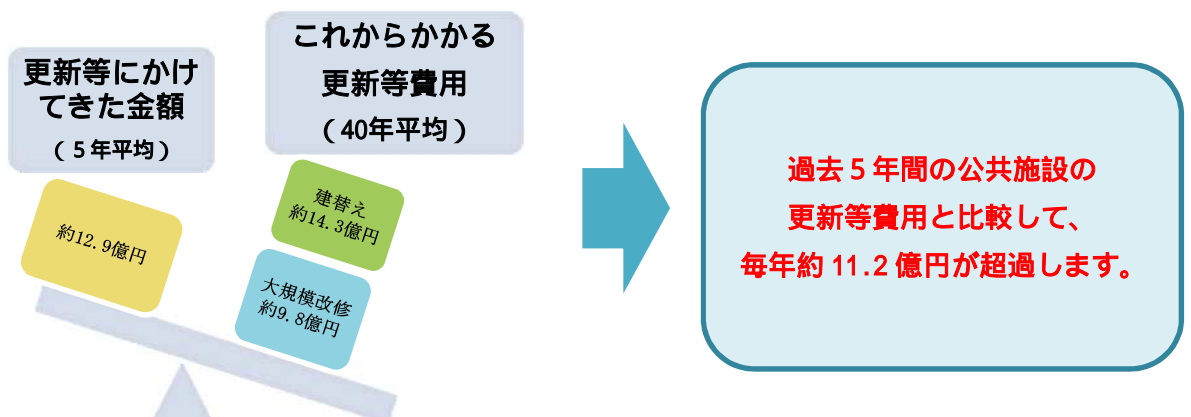 更新等にかけ
てきた金額
（５年平均）
これからかかる
更新等費用
（40年平均）
約12.9億円
建替え
約14.3億円
大規模改修
約9.8億円
過去５年間の公共施設の
更新等費用と比較して、
毎年約 11.2 億円が超過します。